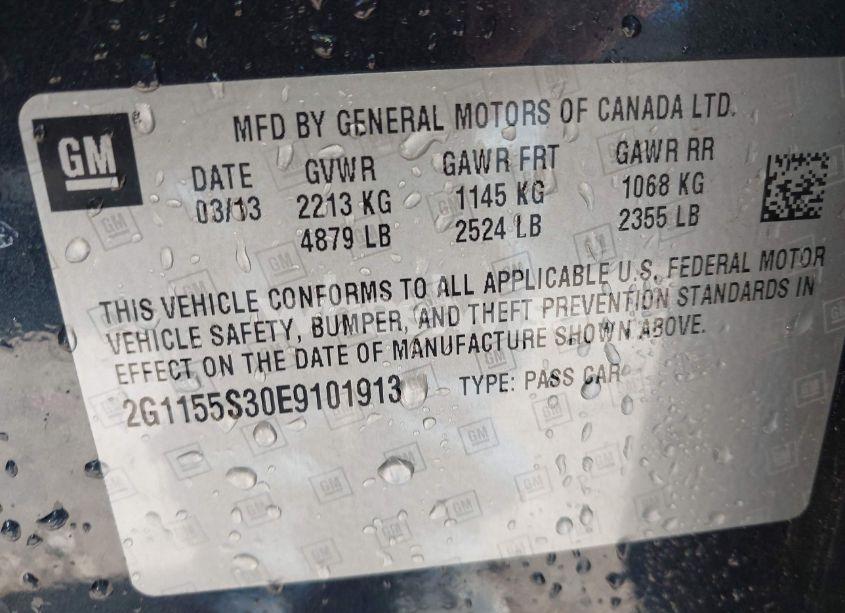 GM
MFD BY GENERAL MOTORS OF CANADA LTD.
DATE GVWR GAWR FRT GAWR RR
03/13 2213 KG 1145 KG 1068 KG
4879 LB 2524 LB 2355 LB
THIS VEHICLE CONFORMS TO ALL APPLICABLE U.S. FEDERAL MOTOR
VEHICLE SAFETY, BUMPER, AND THEFT PREVENTION STANDARDS IN
EFFECT ON THE DATE OF MANUFACTURE SHOWN ABOVE.
2G1155S30E9101913 TYPE: PASS CAR